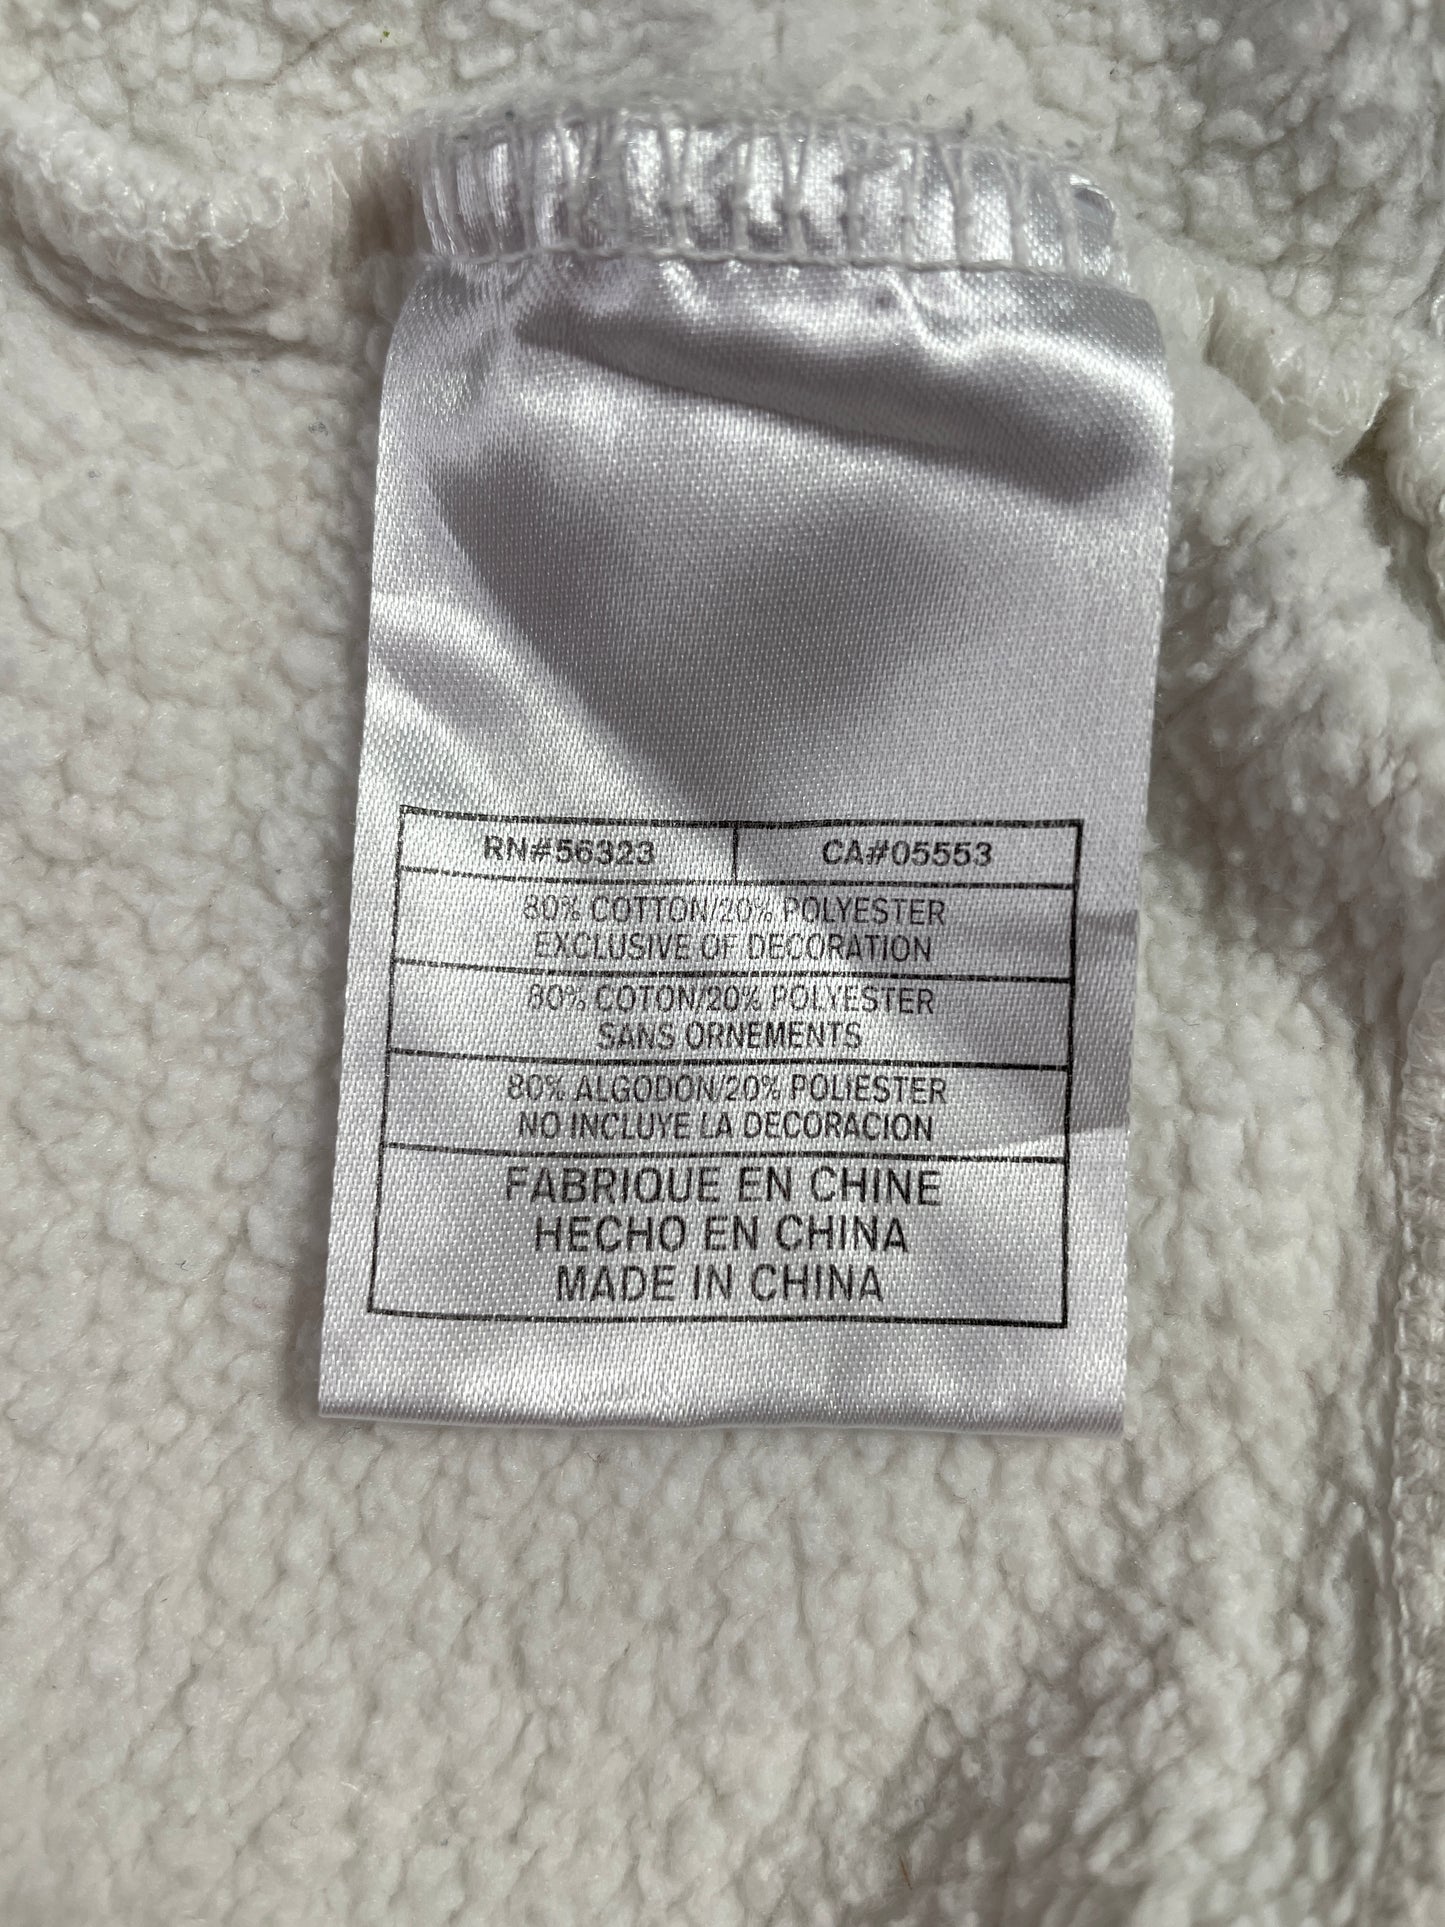 RN#56323 CA#05553
80% COTTON/20% POLYESTER
EXCLUSIVE OF DECORATION
80% COTON/20% POLYESTER
SANS ORNEMENTS
80% ALGODON/20% POLIESTER
NO INCLUYE LA DECORACION
FABRIQUE EN CHINE
HECHO EN CHINA
MADE IN CHINA